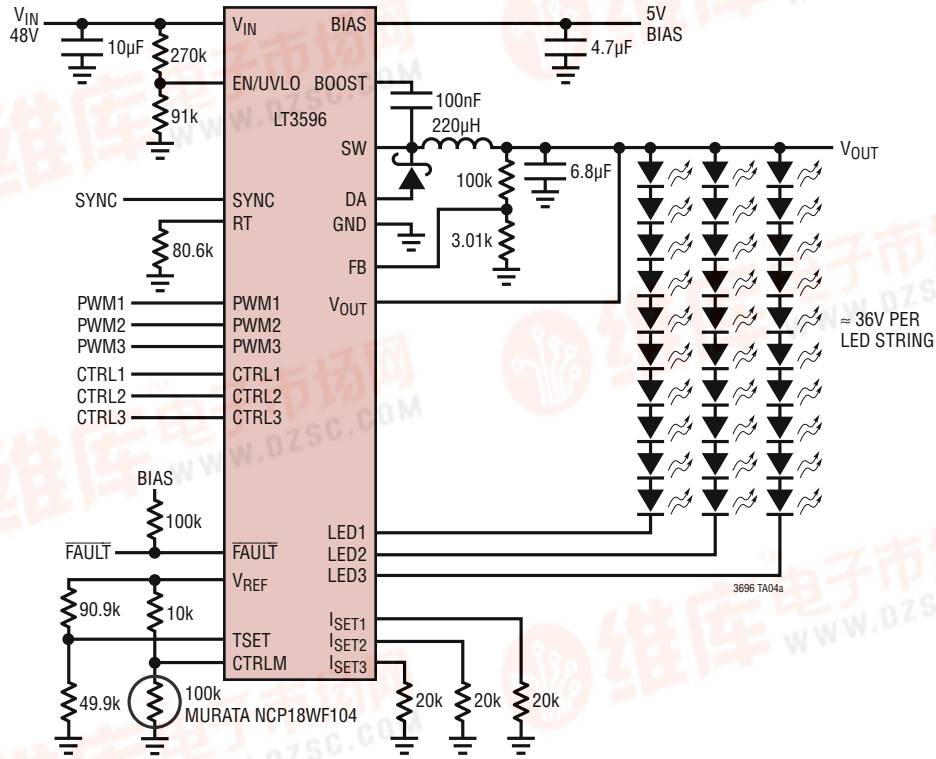 VIN
48V
10µF
270k
91k
VIN
EN/UVLO
BIAS
BOOST
LT3596
5V
BIAS
4.7µF
100nF
220µH
SW
VOUT
100k
6.8µF
DA
GND
3.01k
FB
VOUT
SYNC
SYNC
RT
80.6k
PWM1
PWM1
PWM2
PWM2
PWM3
PWM3
CTRL1
CTRL1
CTRL2
CTRL2
CTRL3
CTRL3
≈ 36V PER
LED STRING
BIAS
100k
FAULT
FAULT
LED1
LED2
LED3
3696 TA04a
VREF
90.9k
10k
TSET
CTRLM
49.9k
100k
MURATA NCP18WF104
ISET1
ISET2
ISET3
20k
20k
20k
维库电子市场网
WWW.DZSC.COM